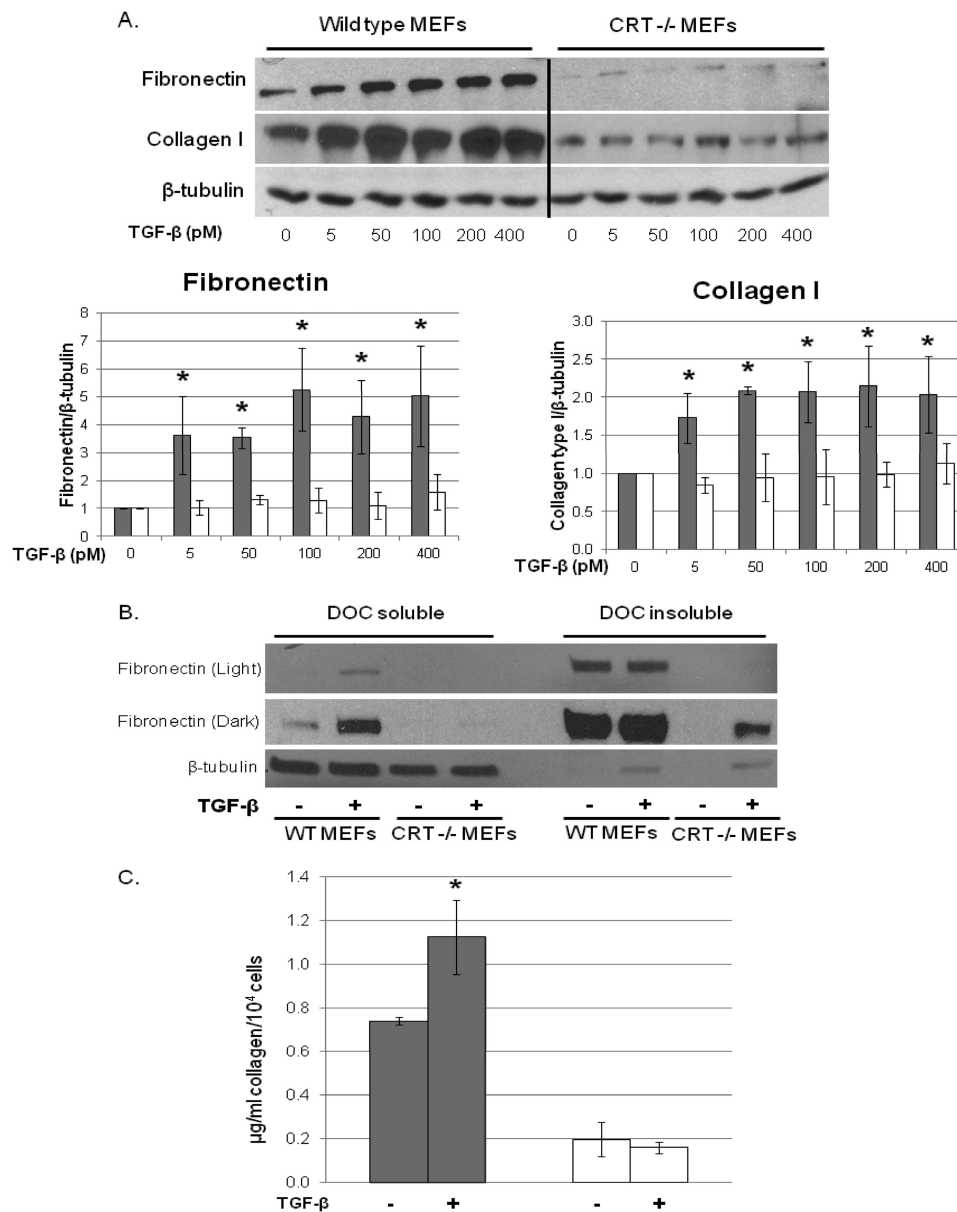 A.
Wild type MEFs CRT -/- MEFs
Fibronectin
Collagen I
β-tubulin
TGF-β (pM) 0 5 50 100 200 400 0 5 50 100 200 400
Fibronectin
Fibronectin/β-tubulin
8
7
6
5
4
3
2
1
0
* * * * *
TGF-β (pM) 0 5 50 100 200 400
Collagen I
Collagen type I/β-tubulin
3.0
2.5
2.0
1.5
1.0
0.5
0.0
* * * * *
TGF-β (pM) 0 5 50 100 200 400
B.
DOC soluble DOC insoluble
Fibronectin (Light)
Fibronectin (Dark)
β-tubulin
TGF-β - + - + - + - +
WT MEFs CRT -/- MEFs WT MEFs CRT -/- MEFs
C.
µg/ml collagen/10⁴ cells
1.4
1.2
1.0
0.8
0.6
0.4
0.2
0.0
*
TGF-β - + - +